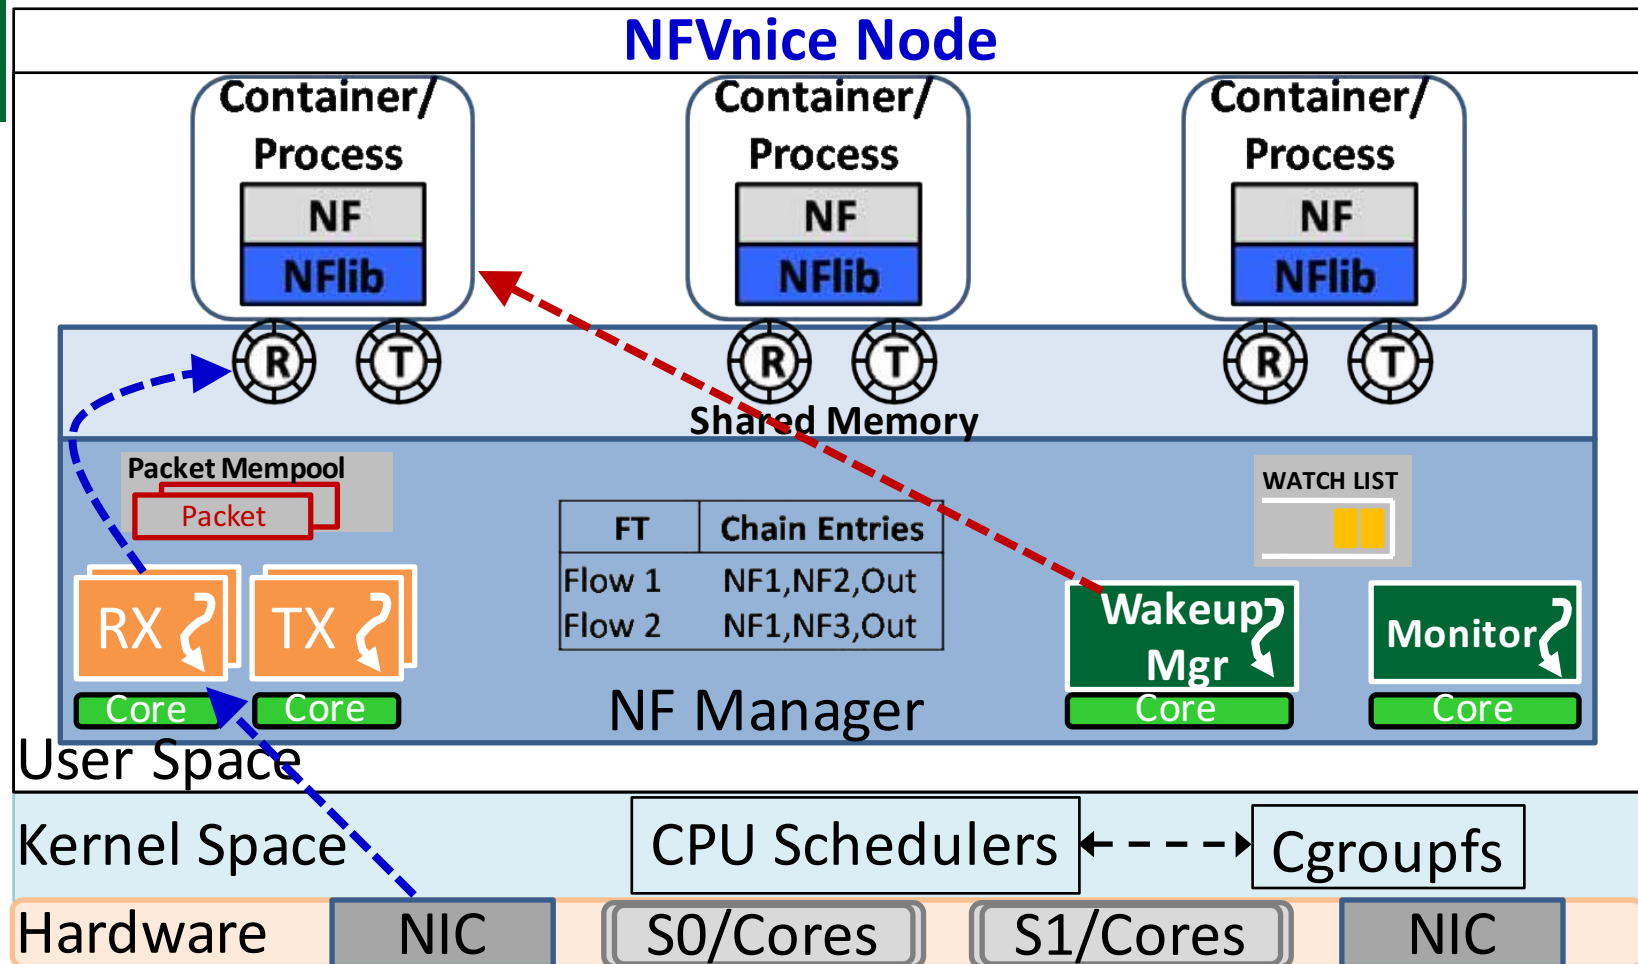 NFVnice Node
Container/
Process
NF
NFlib
Container/
Process
NF
NFlib
Container/
Process
NF
NFlib
R
T
R
T
R
T
Shared Memory
Packet Mempool
Packet
FT Chain Entries
Flow 1 NF1,NF2,Out
Flow 2 NF1,NF3,Out
WATCH LIST
RX
TX
Wakeup
Mgr
Monitor
Core
Core
NF Manager
Core
Core
User Space
Kernel Space
CPU Schedulers
Cgroupfs
Hardware
NIC
S0/Cores
S1/Cores
NIC